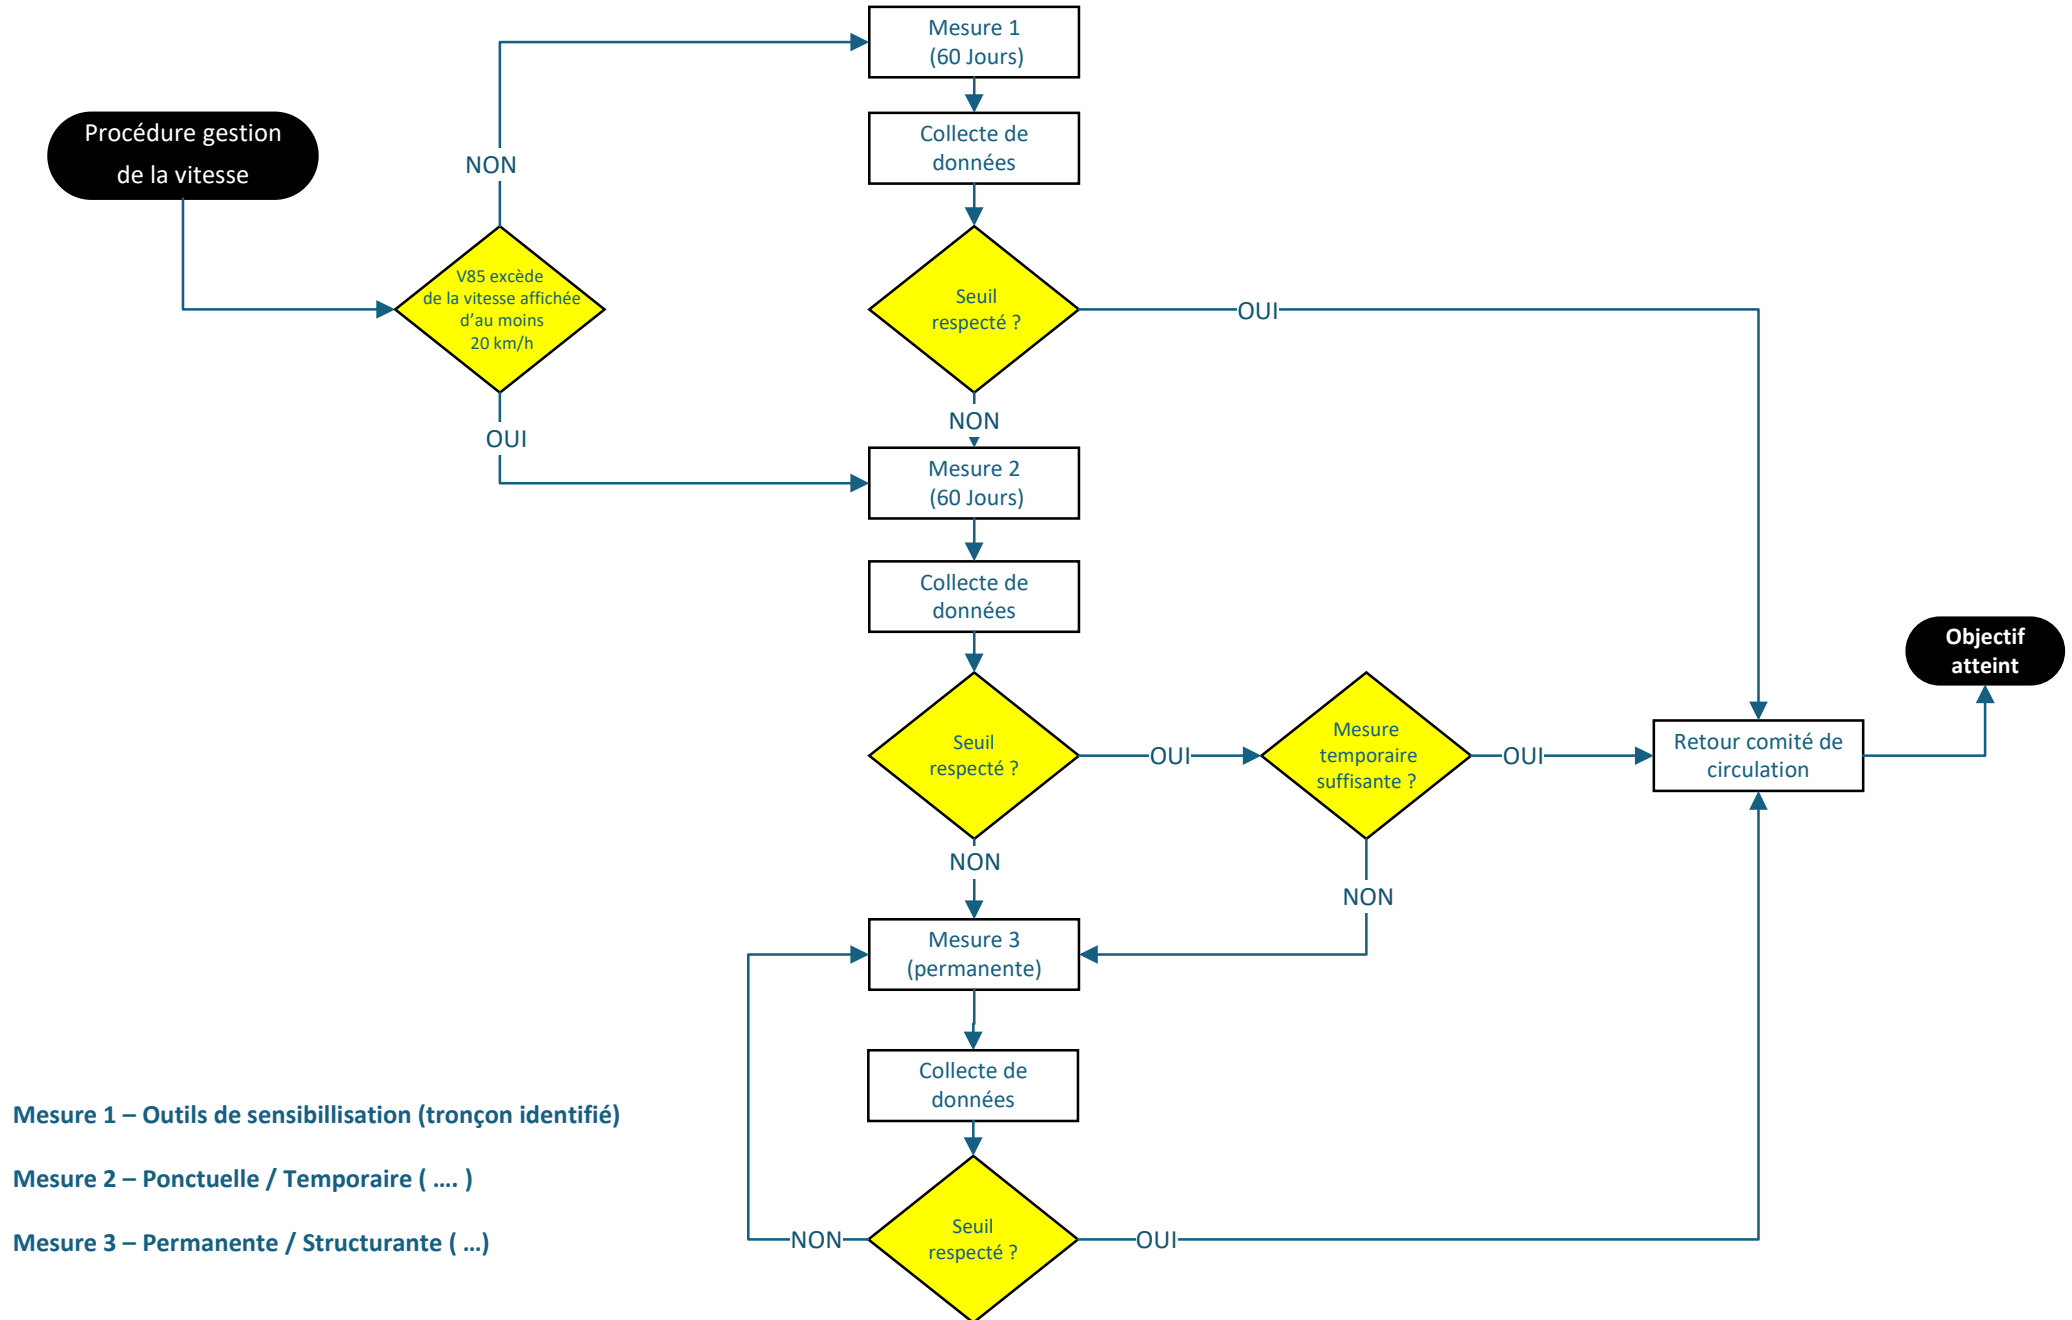 Mesure 1
(60 Jours)
Procédure gestion
de la vitesse
Collecte de
données
NON
V85 excède
de la vitesse affichée
d’au moins
20 km/h
Seuil
respecté ?
OUI
NON
OUI
Mesure 2
(60 Jours)
Collecte de
données
Objectif
atteint
Seuil
respecté ?
OUI
Mesure
temporaire
suffisante ?
OUI
Retour comité de
circulation
NON
NON
Mesure 3
(permanente)
Collecte de
données
Mesure 1 – Outils de sensibillisation (tronçon identifié)
Mesure 2 – Ponctuelle / Temporaire ( .... )
Mesure 3 – Permanente / Structurante ( ...)
NON
Seuil
respecté ?
OUI